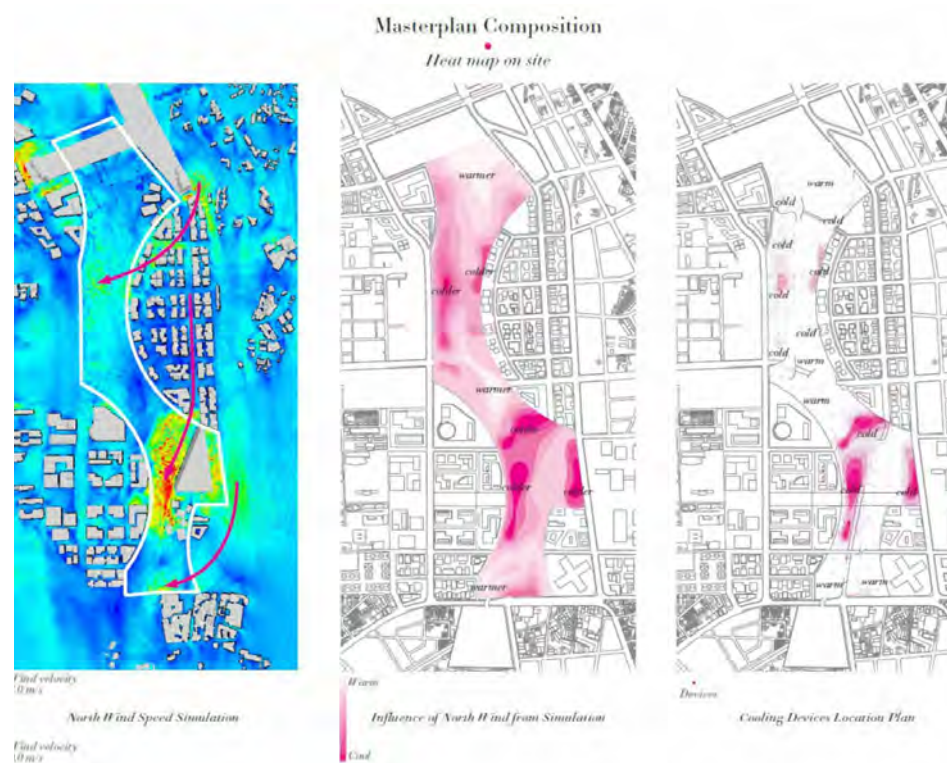 Masterplan Composition
Heat map on site
warmer
colder
colder
warmer
colder
colder
colder
warmer
warm
cold
cold
cold
cold
cold
cold
cold
warm
warm
cold
cold
cold
warm
warm
Wind velocity
.0 m/s
North Wind Speed Simulation
Wind velocity
.0 m/s
Warm
Influence of North Wind from Simulation
Cool
Devices
Cooling Devices Location Plan